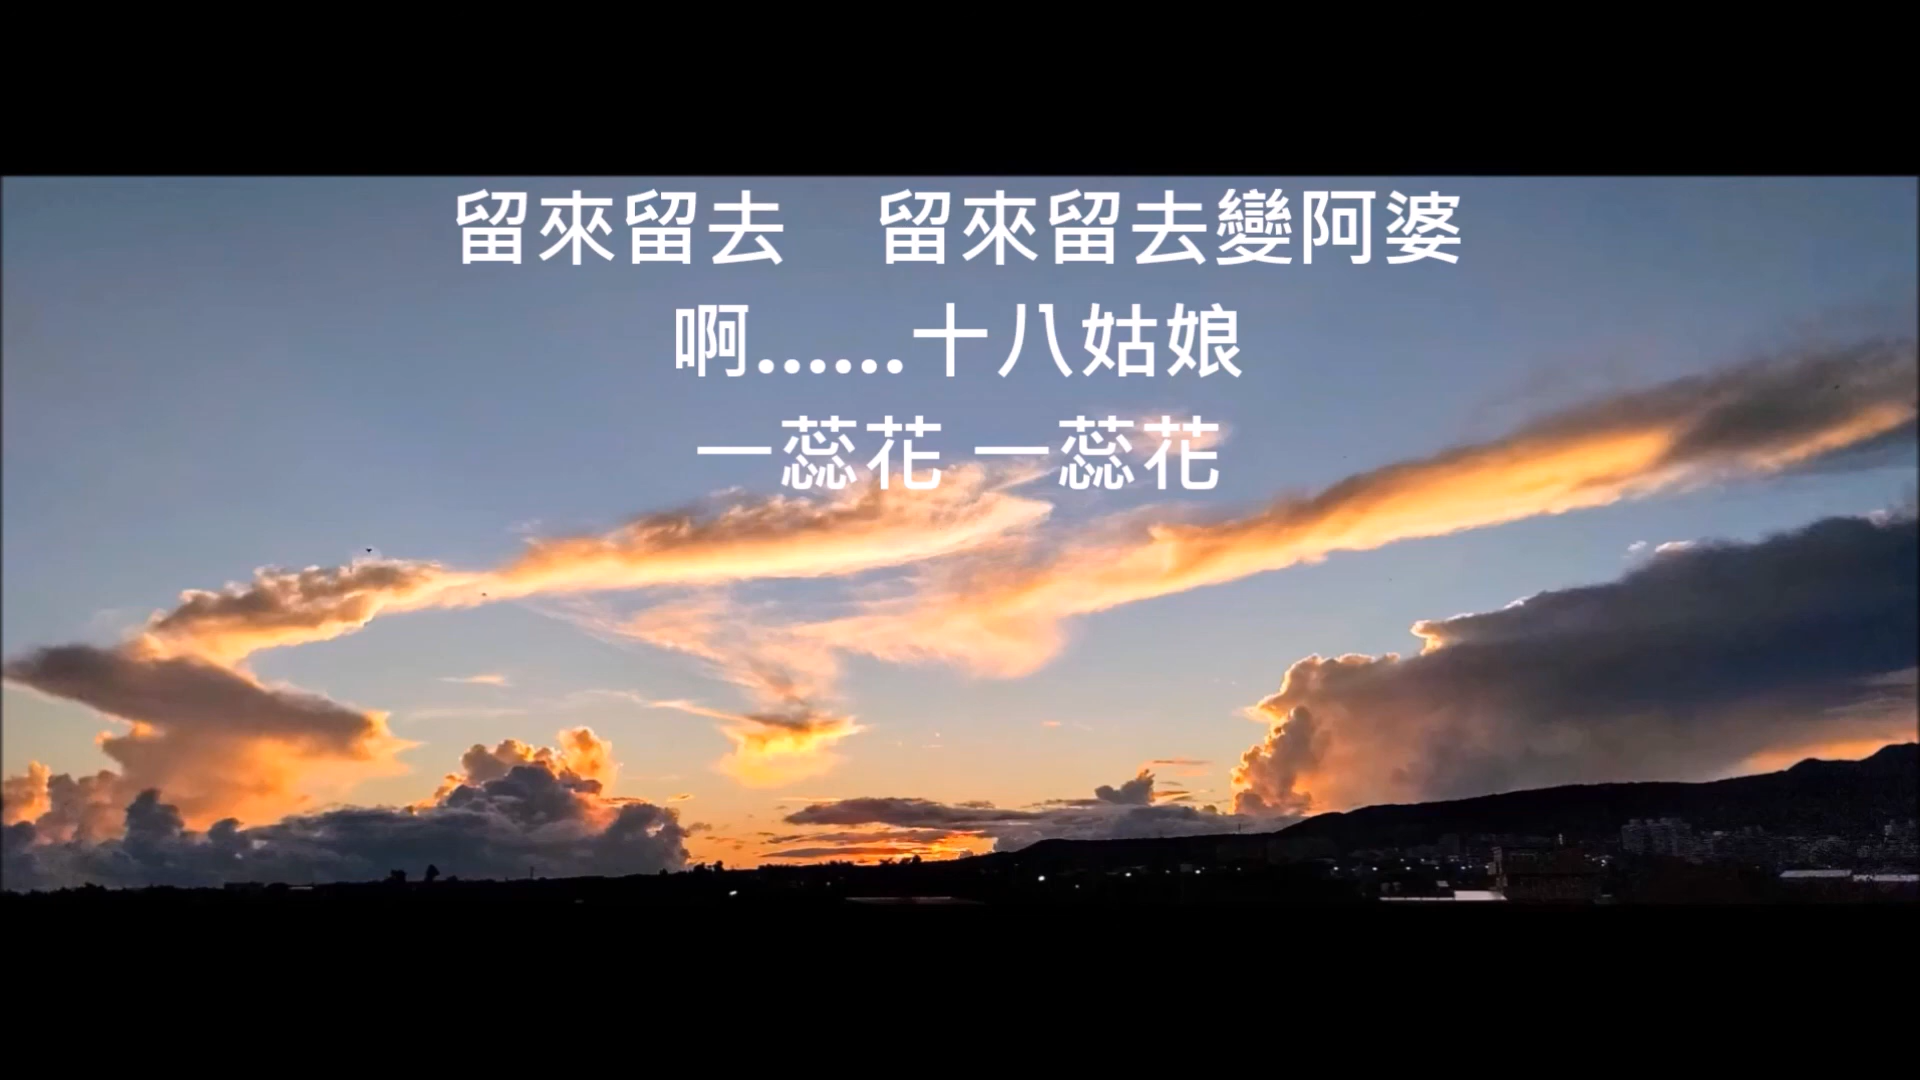 留來留去　留來留去變阿婆
啊......十八姑娘
一蕊花 一蕊花